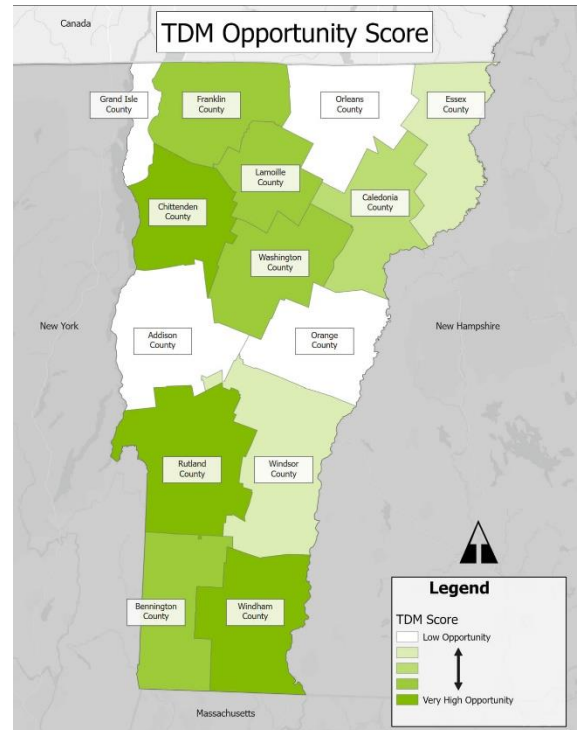 Canada
TDM Opportunity Score
Grand Isle
County
Franklin
County
Orleans
County
Essex
County
Lamoille
County
Caledonia
County
Chittenden
County
Washington
County
New York
Addison
County
Orange
County
New Hampshire
Rutland
County
Windsor
County
Bennington
County
Windham
County
Massachusetts
Legend
TDM Score
Low Opportunity
Very High Opportunity